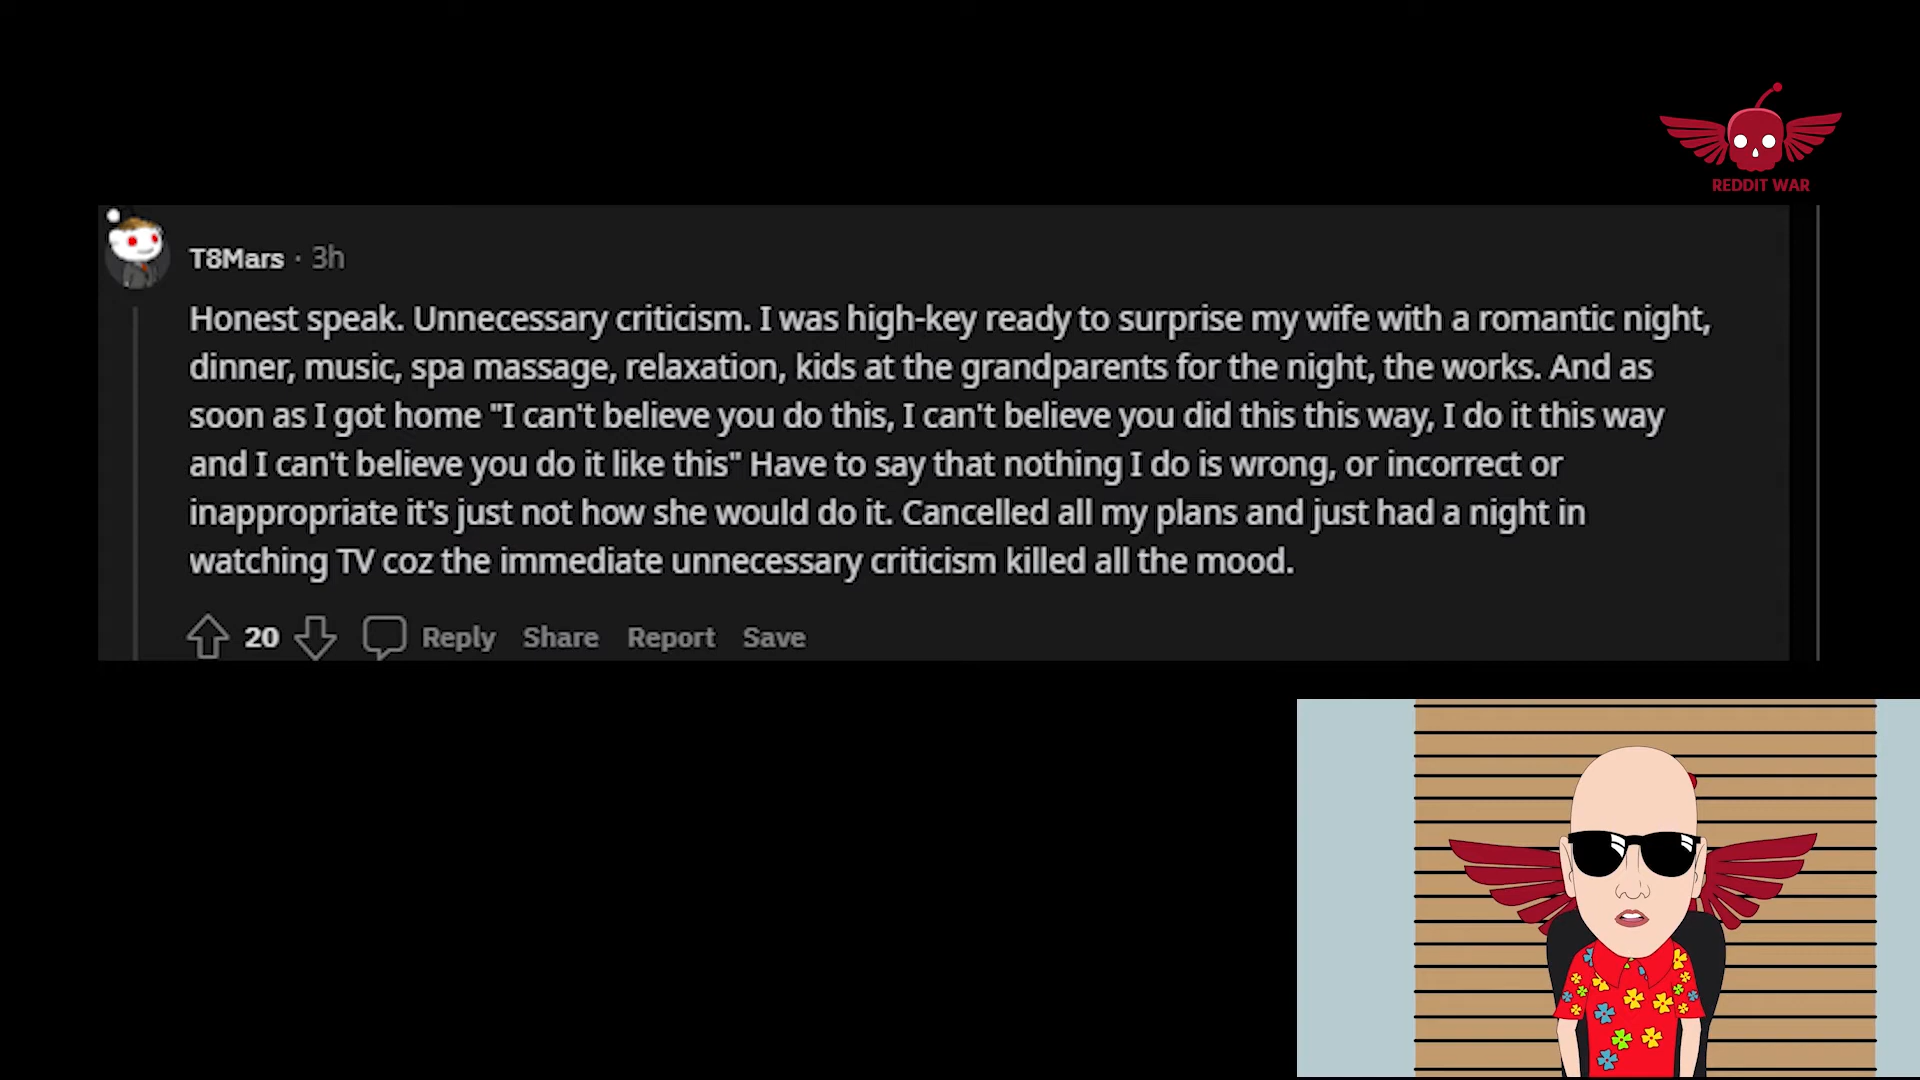 REDDIT WAR
T8Mars · 3h
Honest speak. Unnecessary criticism. I was high-key ready to surprise my wife with a romantic night,
dinner, music, spa massage, relaxation, kids at the grandparents for the night, the works. And as
soon as I got home "I can't believe you do this, I can't believe you did this this way, I do it this way
and I can't believe you do it like this" Have to say that nothing I do is wrong, or incorrect or
inappropriate it's just not how she would do it. Cancelled all my plans and just had a night in
watching TV coz the immediate unnecessary criticism killed all the mood.
20 Reply Share Report Save